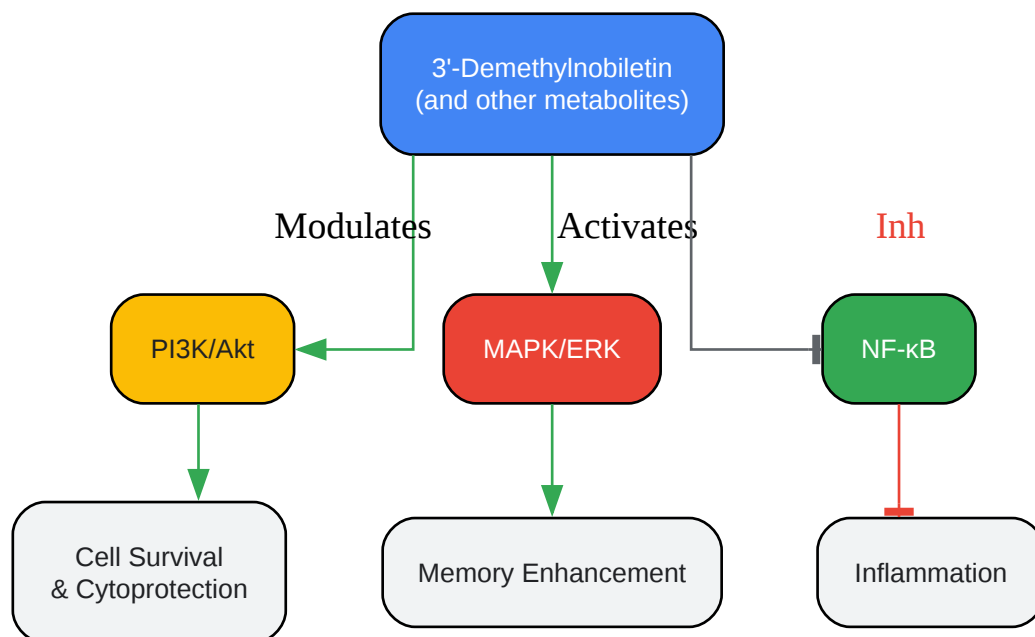 3'-Demethylnobiletin
(and other metabolites)
Modulates
Activates
Inh
PI3K/Akt
MAPK/ERK
NF-κB
Cell Survival
& Cytoprotection
Memory Enhancement
Inflammation